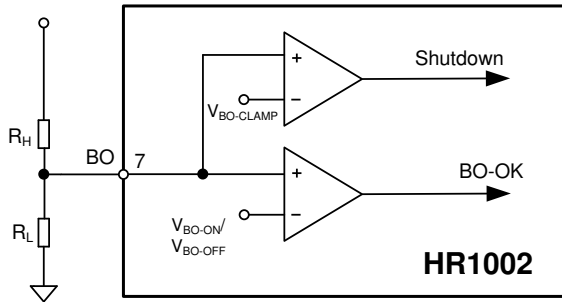 Shutdown
V_BO-CLAMP
R_H
BO
7
BO-OK
V_BO-ON/
V_BO-OFF
R_L
HR1002
+
−
+
−